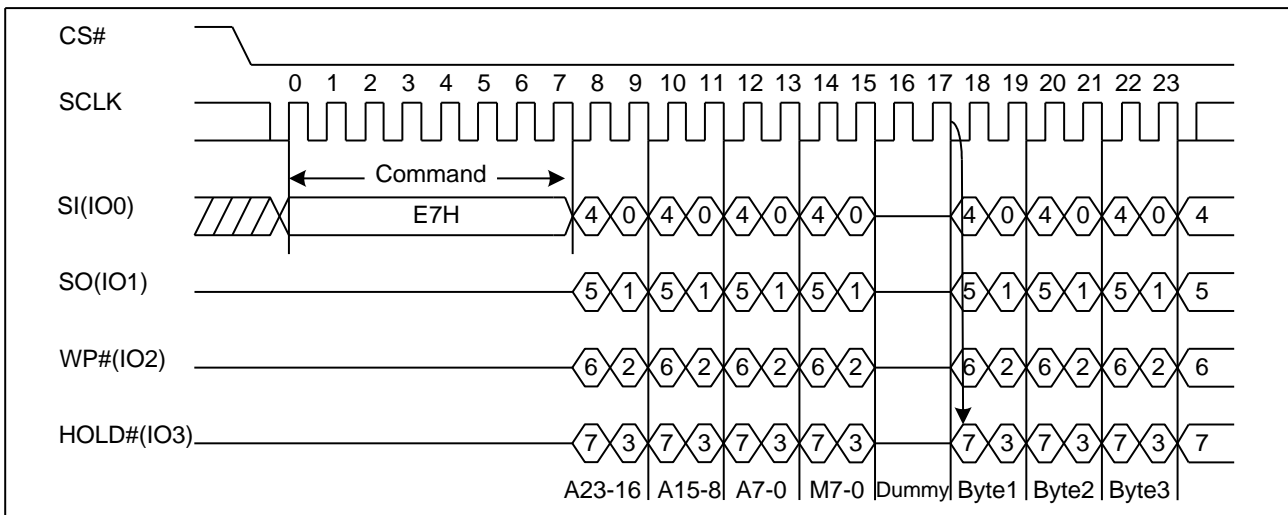 CS#
0 1 2 3 4 5 6 7 8 9 10 11 12 13 14 15 16 17 18 19 20 21 22 23
SCLK
Command
SI(IO0) E7H 4 0 4 0 4 0 4 0 4 0 4 0 4 0 4
SO(IO1) 5 1 5 1 5 1 5 1 5 1 5 1 5 1 5
WP#(IO2) 6 2 6 2 6 2 6 2 6 2 6 2 6 2 6
HOLD#(IO3) 7 3 7 3 7 3 7 3 7 3 7 3 7 3 7
A23-16 A15-8 A7-0 M7-0 Dummy Byte1 Byte2 Byte3